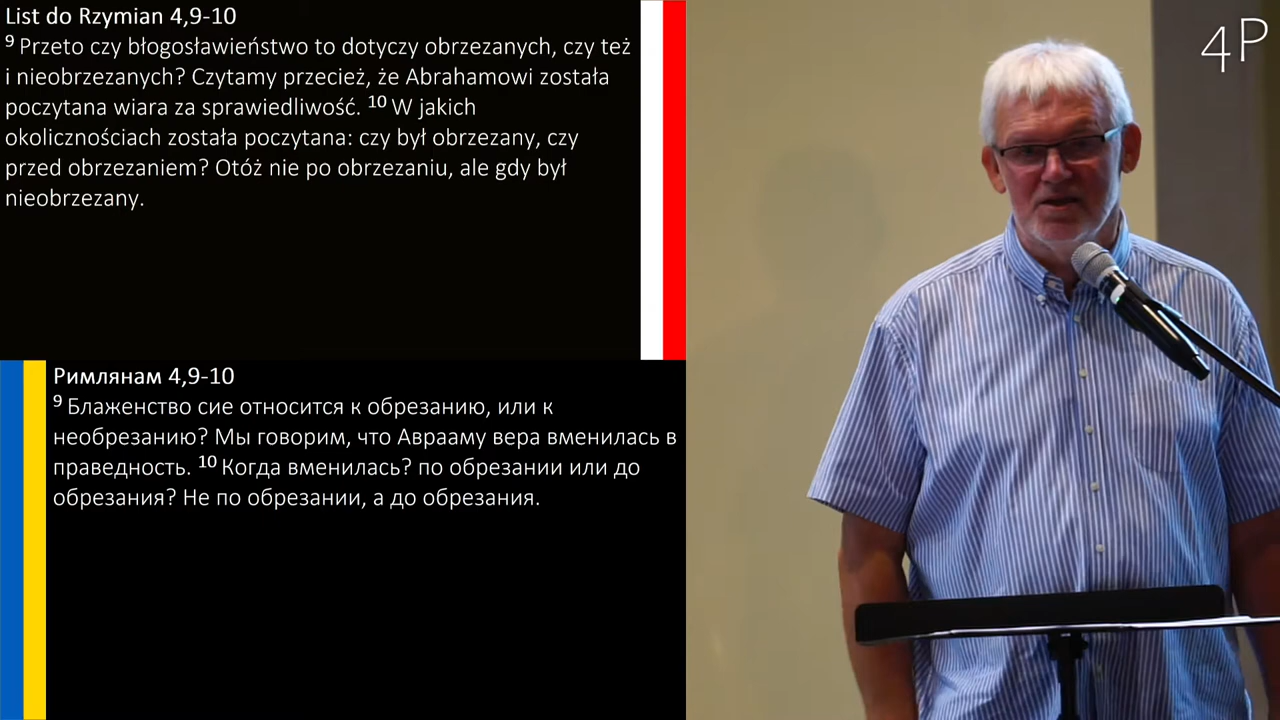 List do Rzymian 4,9-10
9 Przeto czy błogosławieństwo to dotyczy obrzezanych, czy też
i nieobrzezanych? Czytamy przecież, że Abrahamowi została
poczytana wiara za sprawiedliwość. 10 W jakich
okolicznościach została poczytana: czy był obrzezany, czy
przed obrzezaniem? Otóż nie po obrzezaniu, ale gdy był
nieobrzezany.
Римлянам 4,9-10
9 Блаженство сие относится к обрезанию, или к
необрезанию? Мы говорим, что Аврааму вера вменилась в
праведность. 10 Когда вменилась? по обрезании или до
обрезания? Не по обрезании, а до обрезания.
4P